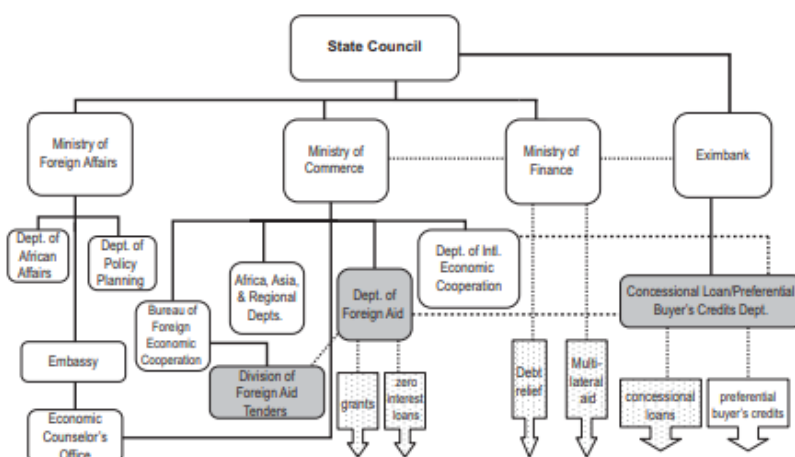 State Council
Ministry of
Foreign Affairs
Ministry of
Commerce
Ministry of
Finance
Eximbank
Dept. of
African
Affairs
Dept. of
Policy
Planning
Bureau of
Foreign
Economic
Cooperation
Africa, Asia,
& Regional
Depts.
Dept. of
Foreign Aid
Dept. of Intl.
Economic
Cooperation
Concessional Loan/Preferential
Buyer's Credits Dept.
Embassy
Division of
Foreign Aid
Tenders
grants
zero
interest
loans
Debt
relief
Multi-
lateral
aid
concessional
loans
preferential
buyer's credits
Economic
Counselor's
Office